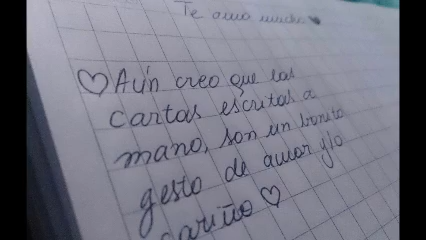 Te amo mucho
♡ Aún creo que las
cartas escritas a
mano, son un bonito
gesto de amor y/o
cariño ♡